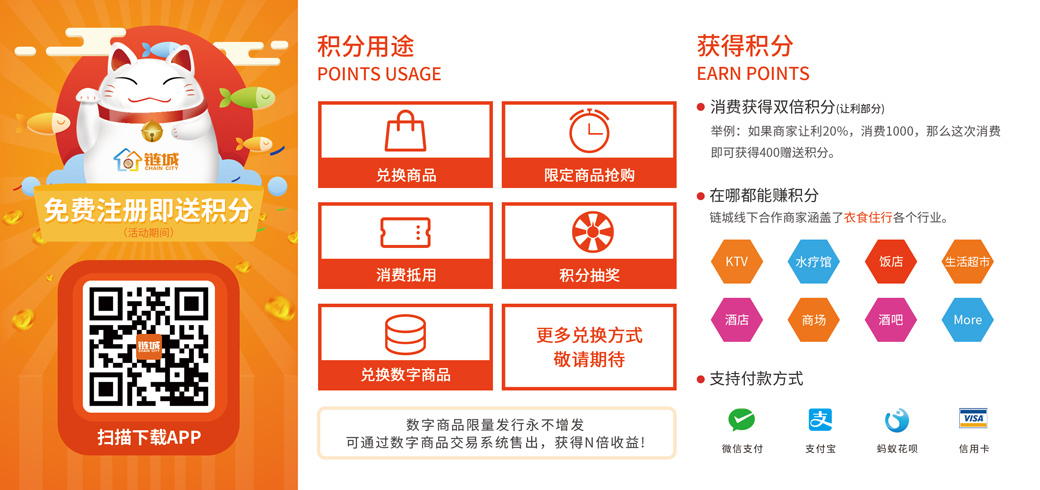 链城
CHAIN CITY
免费注册即送积分
(活动期间)
链城
CHAIN CITY
扫描下载APP
积分用途
POINTS USAGE
兑换商品
限定商品抢购
消费抵用
积分抽奖
兑换数字商品
更多兑换方式
敬请期待
数字商品限量发行永不增发
可通过数字商品交易系统售出，获得N倍收益!
获得积分
EARN POINTS
消费获得双倍积分(让利部分)
举例：如果商家让利20%，消费1000，那么这次消费
即可获得400赠送积分。
在哪都能赚积分
链城线下合作商家涵盖了衣食住行各个行业。
KTV
水疗馆
饭店
生活超市
酒店
商场
酒吧
More
支持付款方式
支
VISA
微信支付
支付宝
蚂蚁花呗
信用卡